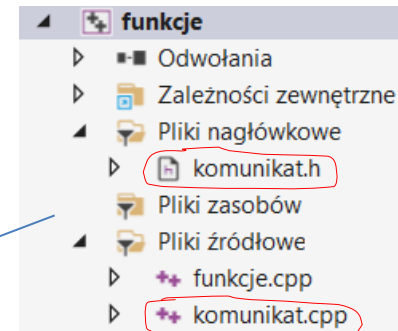 funkcje
Odwołania
Zależności zewnętrzne
Pliki nagłówkowe
komunikat.h
Pliki zasobów
Pliki źródłowe
funkcje.cpp
komunikat.cpp